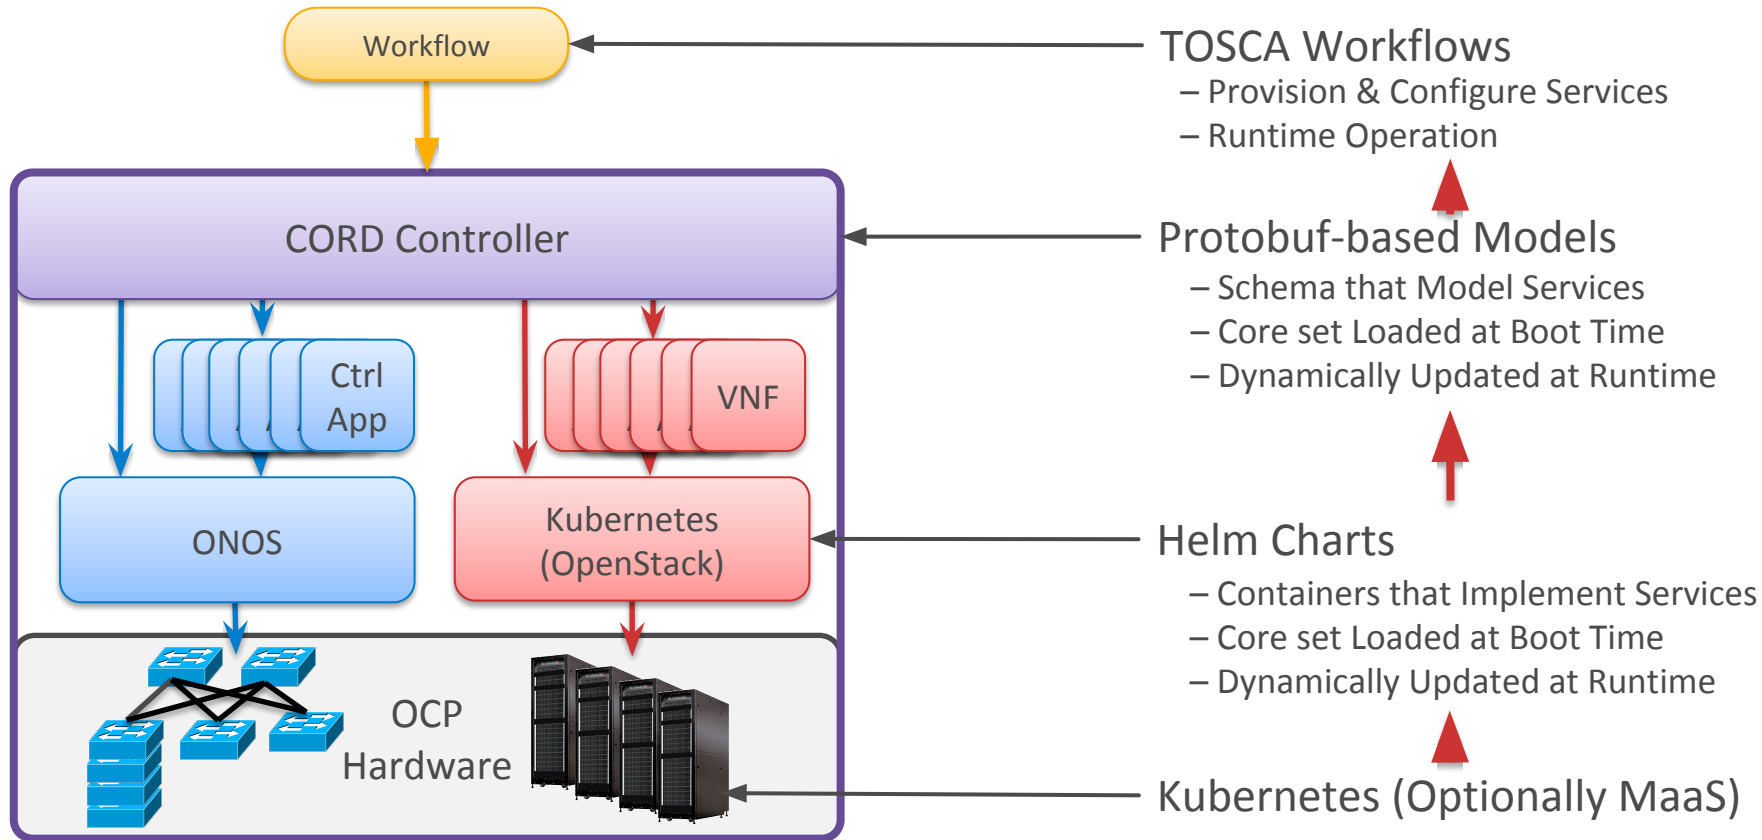 Workflow
CORD Controller
Ctrl
App
VNF
ONOS
Kubernetes
(OpenStack)
OCP
Hardware
TOSCA Workflows
– Provision & Configure Services
– Runtime Operation
Protobuf-based Models
– Schema that Model Services
– Core set Loaded at Boot Time
– Dynamically Updated at Runtime
Helm Charts
– Containers that Implement Services
– Core set Loaded at Boot Time
– Dynamically Updated at Runtime
Kubernetes (Optionally MaaS)